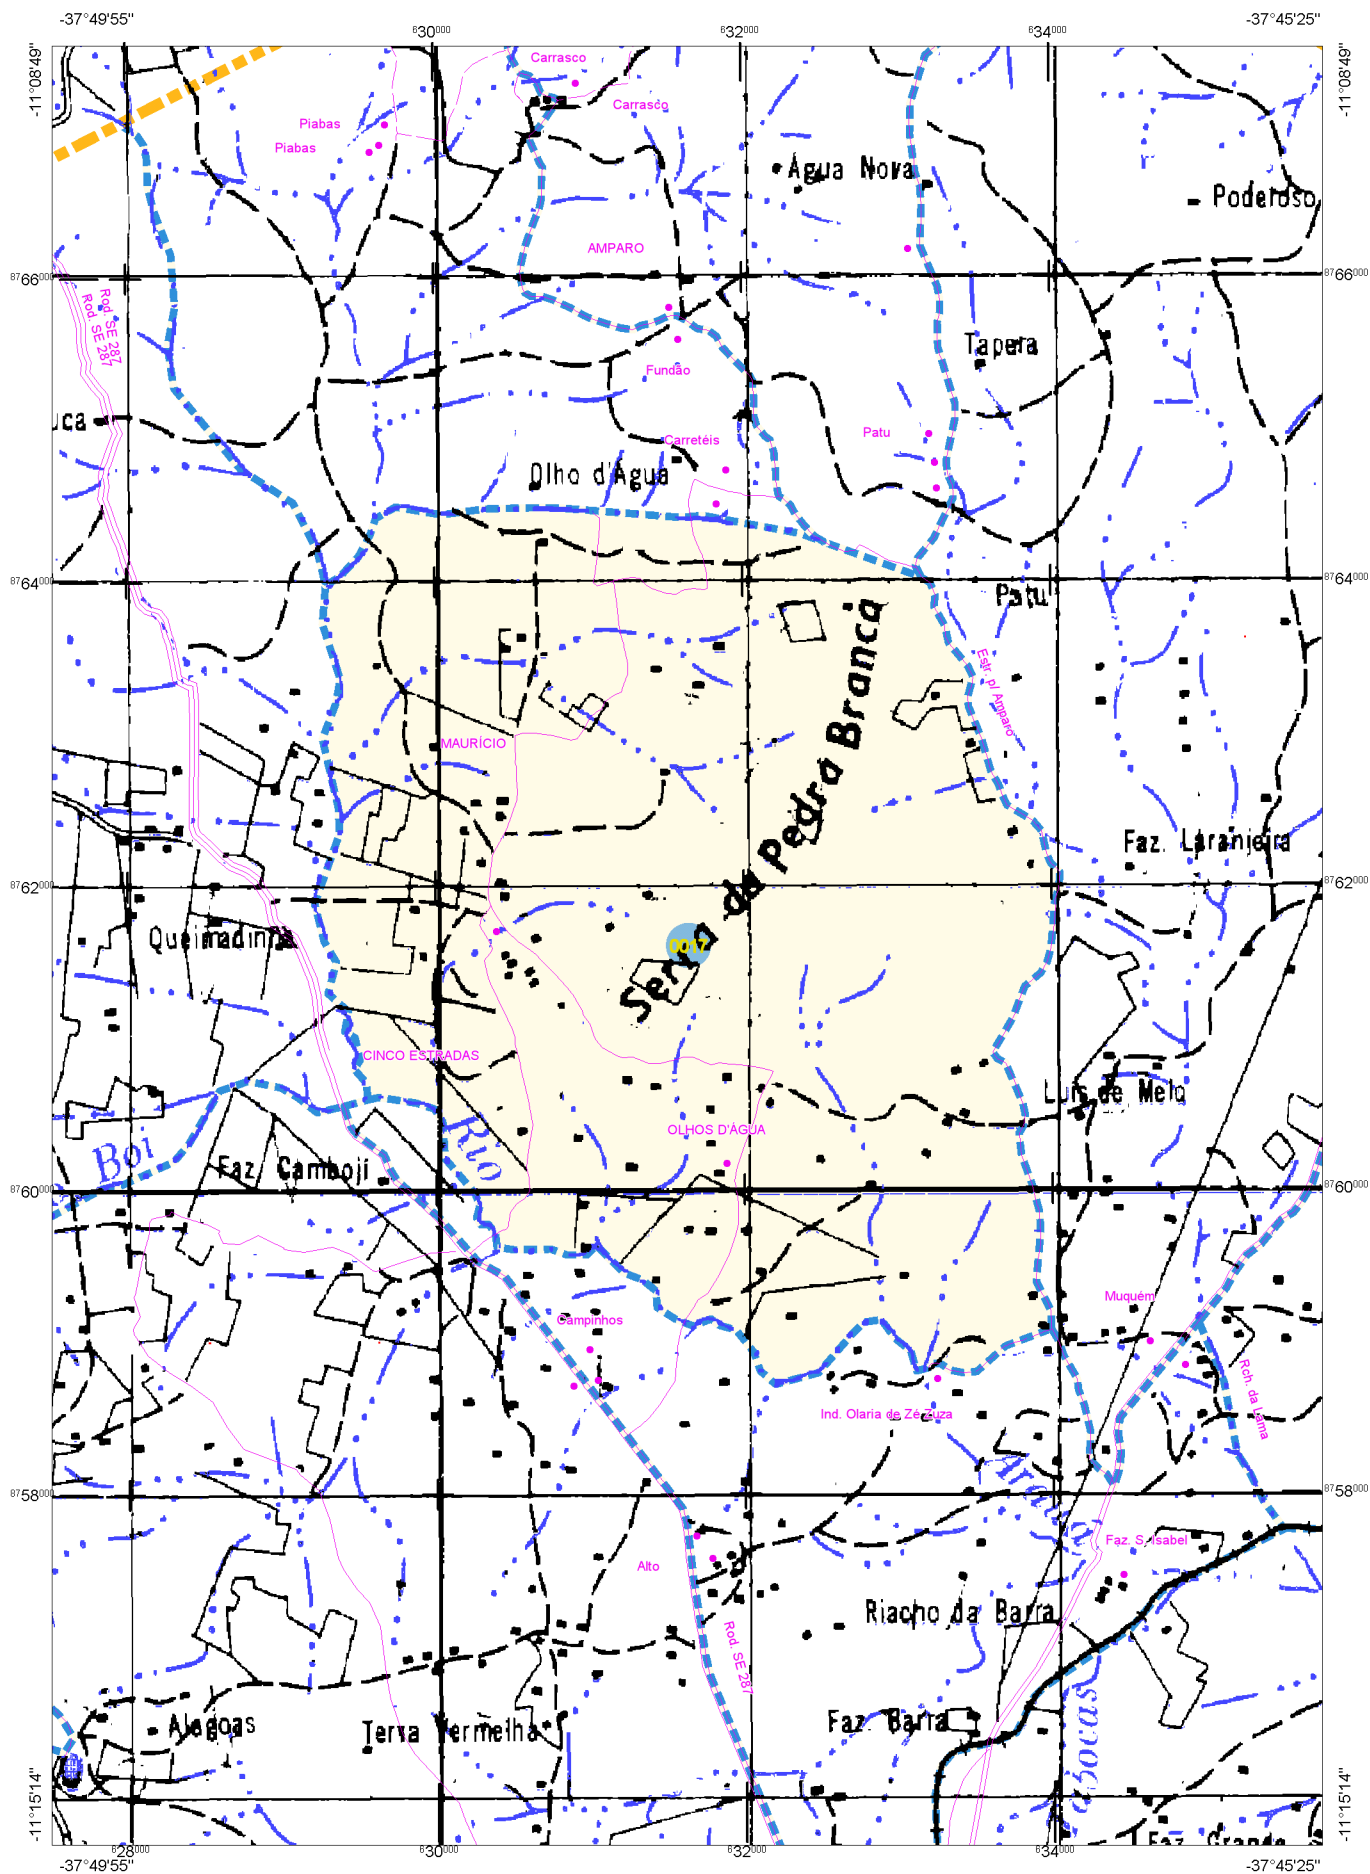 -37°49'55"
-37°45'25"
630000
632000
634000
-11°08'49"
-11°08'49"
Carrasco
Carrasco
Piabas
Piabas
Água Nova
Poderoso
AMPARO
8766000
8766000
Rod. SE 287
Rod. SE 287
Tapera
Fundão
uca
Patu
Carretéis
Olho d'Água
8764000
8764000
Patu
Serra da Pedra Branca
Estr. p/ Amparo
MAURÍCIO
Faz. Laranjeira
8762000
8762000
Queimadinha
0017
CINCO ESTRADAS
Luis de Melo
OLHOS D'ÁGUA
Rio
Boi
Faz. Camboji
8760000
8760000
Muquém
Campinhos
Rch. da Lama
Ind. Olaria de Zé Zuza
8758000
8758000
Faz. S. Isabel
Alto
Riacho da Barra
Rod. SE 287
Alagoas
Terra Vermelha
Faz. Barra
-11°15'14"
-11°15'14"
Faz. Grande
628000
630000
632000
634000
-37°49'55"
-37°45'25"